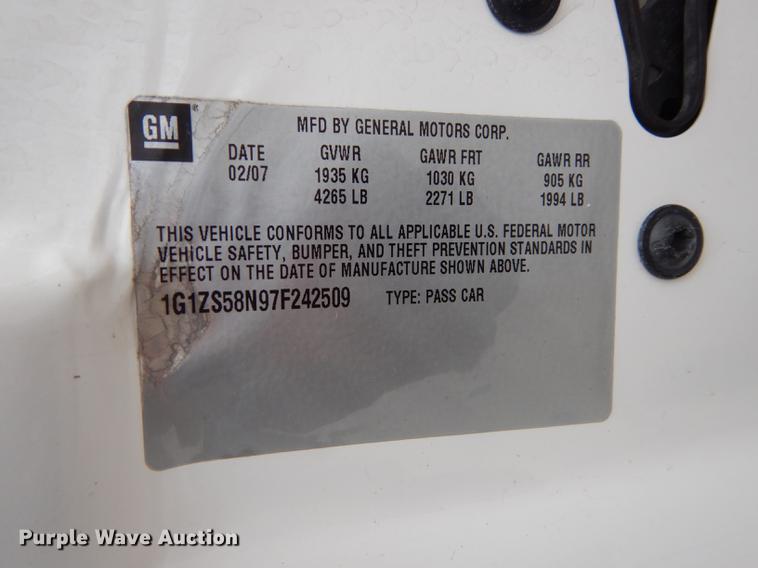 GM®
MFD BY GENERAL MOTORS CORP.
DATE GVWR GAWR FRT GAWR RR
02/07 1935 KG 1030 KG 905 KG
4265 LB 2271 LB 1994 LB
THIS VEHICLE CONFORMS TO ALL APPLICABLE U.S. FEDERAL MOTOR
VEHICLE SAFETY, BUMPER, AND THEFT PREVENTION STANDARDS IN
EFFECT ON THE DATE OF MANUFACTURE SHOWN ABOVE.
1G1ZS58N97F242509 TYPE: PASS CAR
Purple Wave Auction